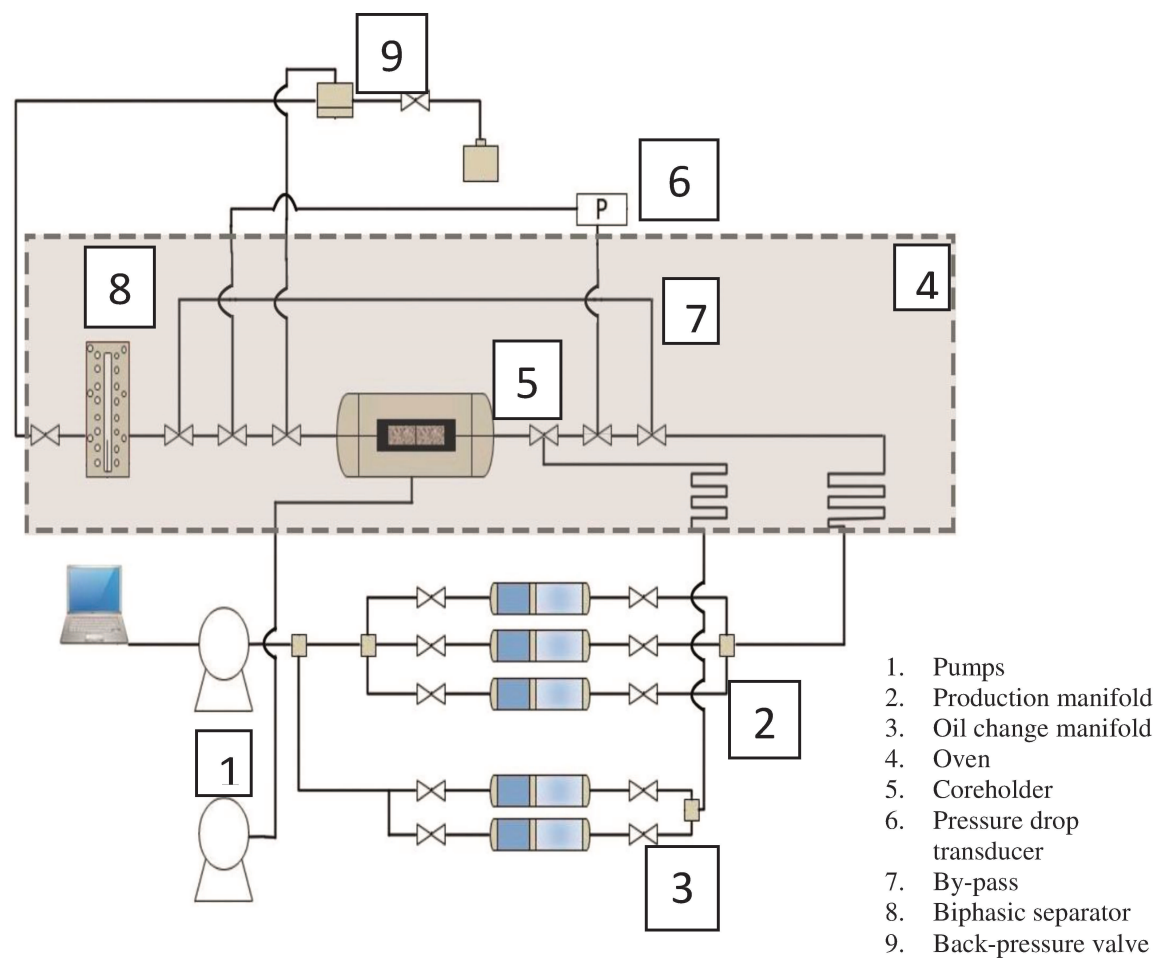 9
6
P
8
4
7
5
2
1
3
1. Pumps
2. Production manifold
3. Oil change manifold
4. Oven
5. Coreholder
6. Pressure drop
transducer
7. By-pass
8. Biphasic separator
9. Back-pressure valve